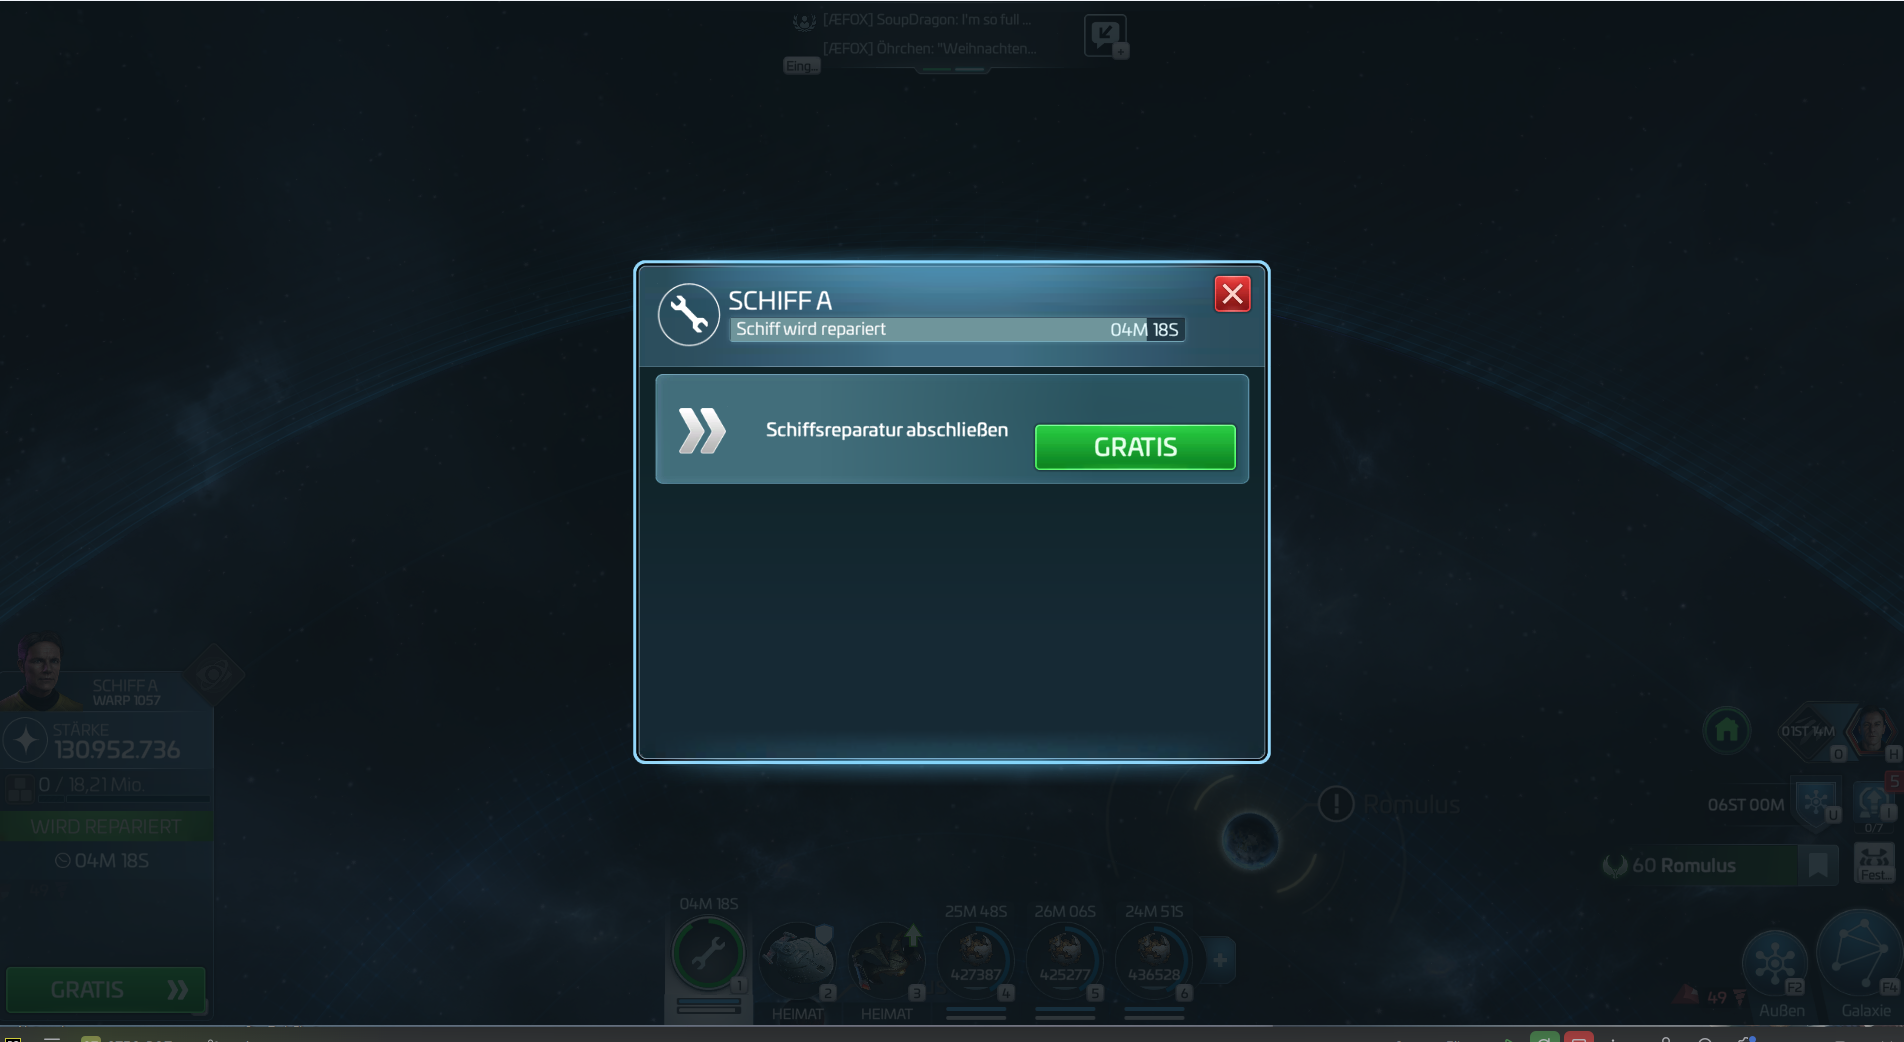 [ÆFOX] SoupDragon: I'm so full ...
[ÆFOX] Öhrchen: "Weihnachten...
Eing...
SCHIFF A
Schiff wird repariert 04M 18S
Schiffsreparatur abschließen
GRATIS
SCHIFF A
WARP 1057
STÄRKE
130.952.736
0 / 18,21 Mio.
WIRD REPARIERT
04M 18S
GRATIS
04M 18S
1
2
HEIMAT
3
HEIMAT
25M 48S
427387
4
26M 06S
425277
5
24M 51S
436528
6
Romulus
01ST 14M
O
H
06ST 00M
U
5
I
0/7
60 Romulus
Fest...
49
F2
Außen
F4
Galaxie